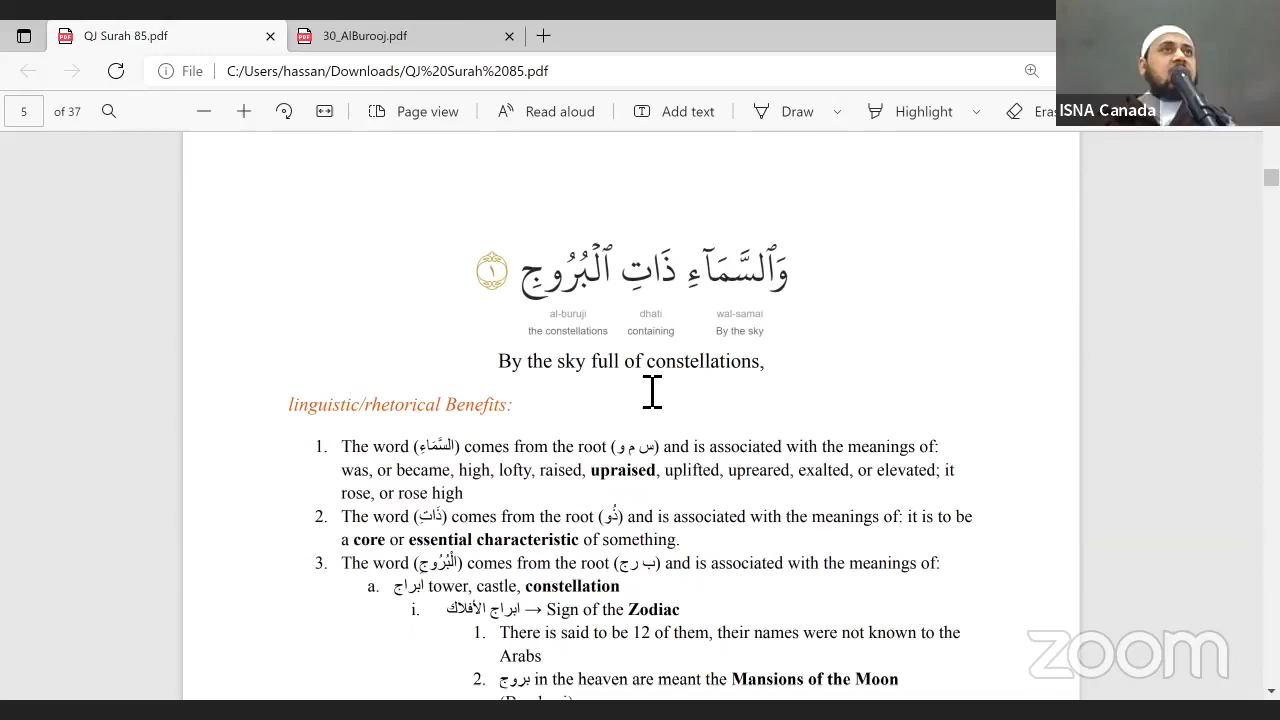 QJ Surah 85.pdf
30_AlBurooj.pdf
File
C:/Users/hassan/Downloads/QJ%20Surah%2085.pdf
5 of 37
Page view
Read aloud
Add text
Draw
Highlight
ISNA Canada
وَٱلسَّمَآءِ ذَاتِ ٱلْبُرُوجِ ١
al-buruji dhati wal-samai
the constellations containing By the sky
By the sky full of constellations,
linguistic/rhetorical Benefits:
1. The word (السَّمَاءِ) comes from the root (س م و) and is associated with the meanings of:
was, or became, high, lofty, raised, upraised, uplifted, upreared, exalted, or elevated; it
rose, or rose high
2. The word (ذَاتِ) comes from the root (ذُو) and is associated with the meanings of: it is to be
a core or essential characteristic of something.
3. The word (الْبُرُوجِ) comes from the root (ب رج) and is associated with the meanings of:
a. ابراج tower, castle, constellation
i. ابراج الأفلاك → Sign of the Zodiac
1. There is said to be 12 of them, their names were not known to the
Arabs
2. بروج in the heaven are meant the Mansions of the Moon
zoom